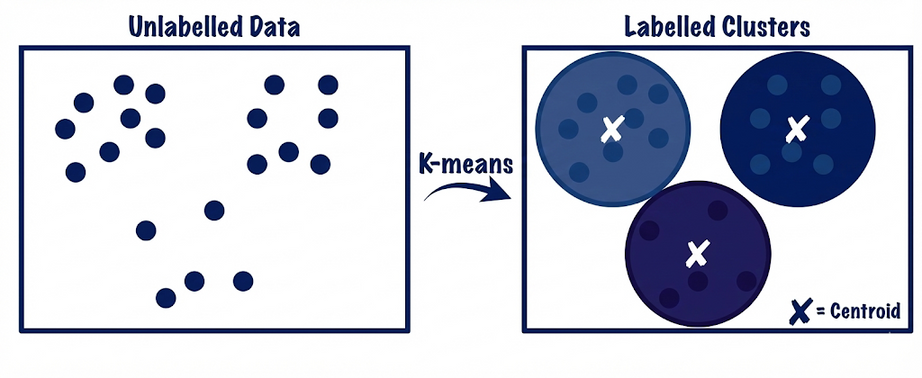 Unlabelled Data
Labelled Clusters
K-means
X = Centroid